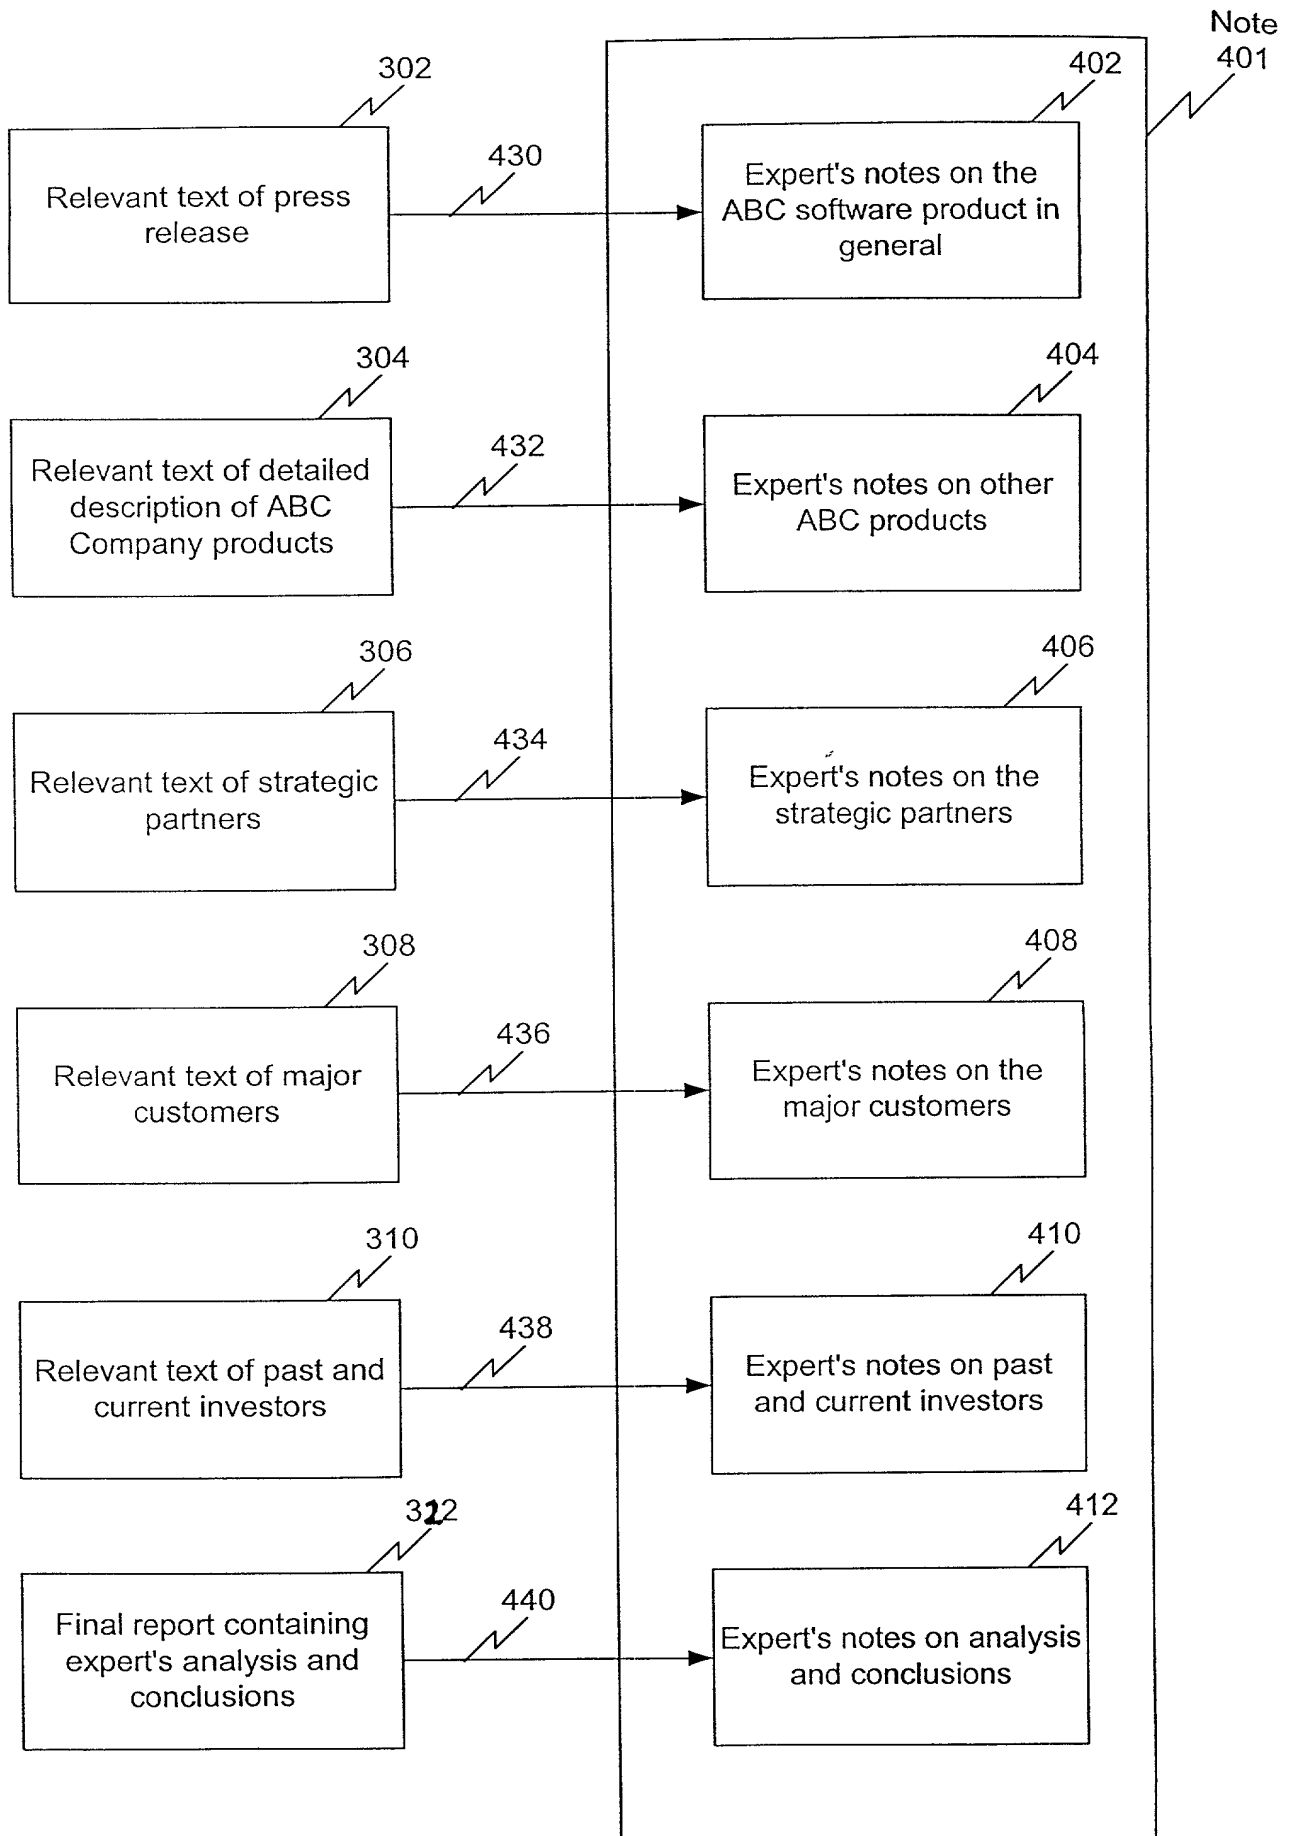 Note
401
302
402
430
Relevant text of press
release
Expert's notes on the
ABC software product in
general
304
404
432
Relevant text of detailed
description of ABC
Company products
Expert's notes on other
ABC products
306
406
434
Relevant text of strategic
partners
Expert's notes on the
strategic partners
308
408
436
Relevant text of major
customers
Expert's notes on the
major customers
310
410
438
Relevant text of past and
current investors
Expert's notes on past
and current investors
312
412
440
Final report containing
expert's analysis and
conclusions
Expert's notes on analysis
and conclusions